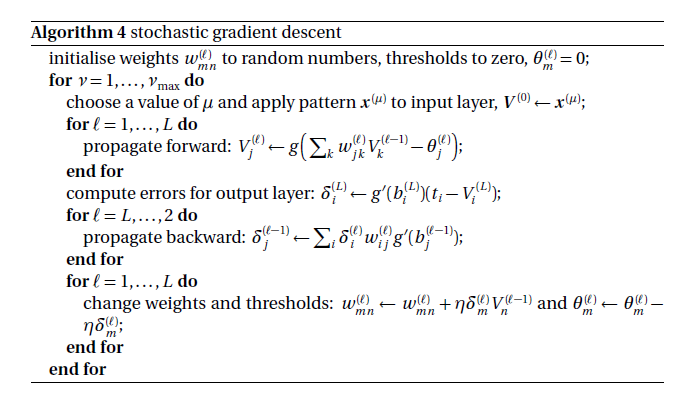 Algorithm 4 stochastic gradient descent
initialise weights $w_{mn}^{(\ell)}$ to random numbers, thresholds to zero, $\theta_m^{(\ell)} = 0$;
for $\nu = 1, \ldots, \nu_{\max}$ do
choose a value of $\mu$ and apply pattern $x^{(\mu)}$ to input layer, $V^{(0)} \leftarrow x^{(\mu)}$;
for $\ell = 1, \ldots, L$ do
propagate forward: $V_j^{(\ell)} \leftarrow g\left(\sum_k w_{jk}^{(\ell)} V_k^{(\ell-1)} - \theta_j^{(\ell)}\right)$;
end for
compute errors for output layer: $\delta_i^{(L)} \leftarrow g'(b_i^{(L)})(t_i - V_i^{(L)})$;
for $\ell = L, \ldots, 2$ do
propagate backward: $\delta_j^{(\ell-1)} \leftarrow \sum_i \delta_i^{(\ell)} w_{ij}^{(\ell)} g'(b_j^{(\ell-1)})$;
end for
for $\ell = 1, \ldots, L$ do
change weights and thresholds: $w_{mn}^{(\ell)} \leftarrow w_{mn}^{(\ell)} + \eta \delta_m^{(\ell)} V_n^{(\ell-1)}$ and $\theta_m^{(\ell)} \leftarrow \theta_m^{(\ell)} -$
$\eta \delta_m^{(\ell)}$;
end for
end for